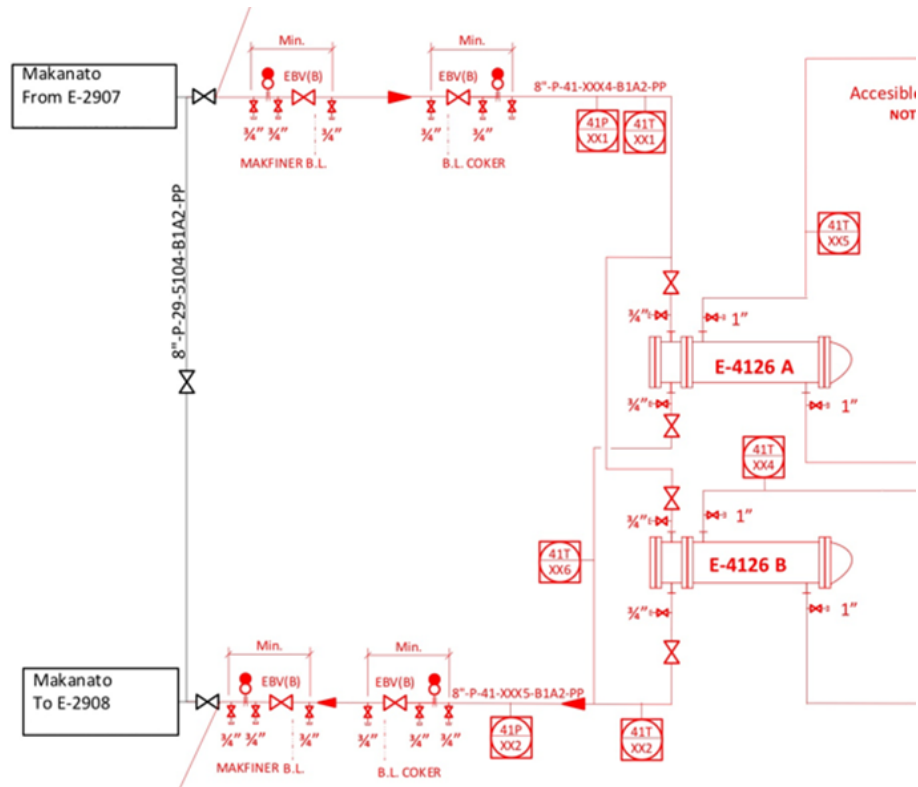 Makanato
From E-2907
Min.
EBV(B)
¾”
¾”
¾”
MAKFINER B.L.
Min.
EBV(B)
¾”
¾”
B.L. COKER
8"-P-41-XXX4-B1A2-PP
41P
XX1
41T
XX1
Accesible
NOT
41T
XX5
8"-P-29-5104-B1A2-PP
¾”
1”
E-4126 A
¾”
1”
41T
XX4
¾”
1”
E-4126 B
41T
XX6
¾”
1”
Makanato
To E-2908
Min.
EBV(B)
¾”
¾”
¾”
MAKFINER B.L.
Min.
EBV(B)
¾”
¾”
¾”
B.L. COKER
8"-P-41-XXX5-B1A2-PP
41P
XX2
41T
XX2